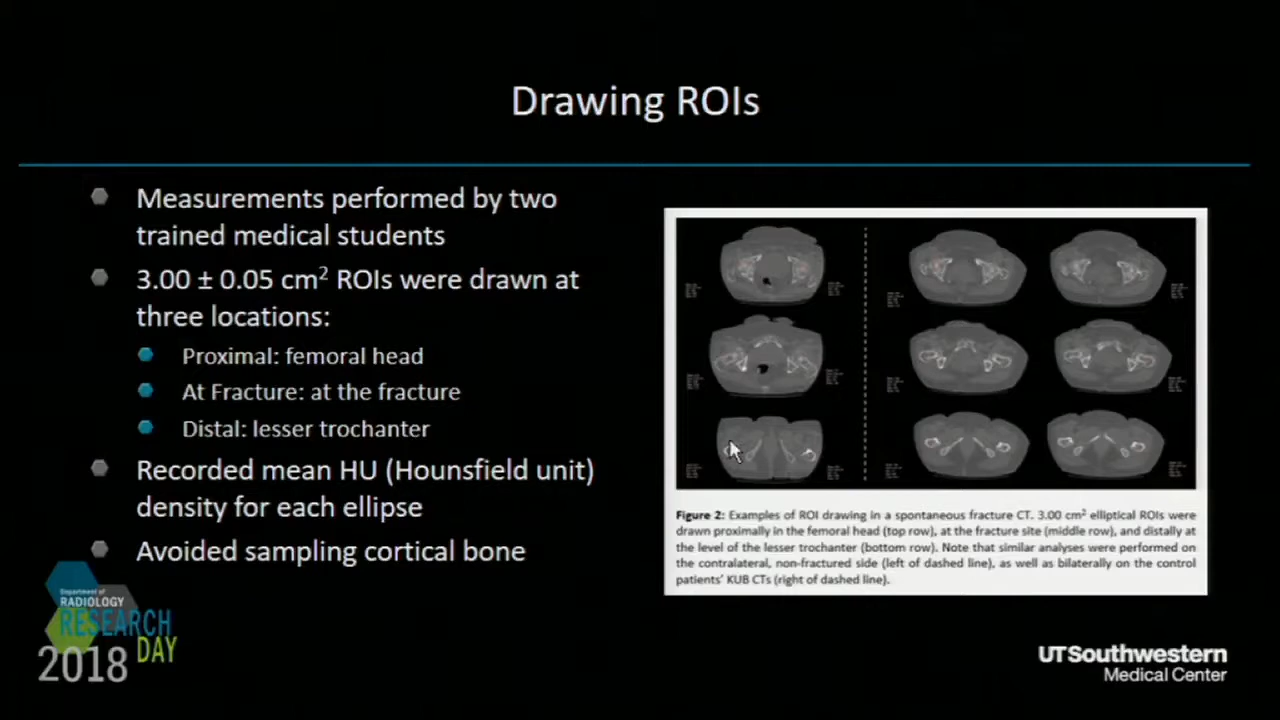 Drawing ROIs
Measurements performed by two
trained medical students
3.00 ± 0.05 cm² ROIs were drawn at
three locations:
Proximal: femoral head
At Fracture: at the fracture
Distal: lesser trochanter
Recorded mean HU (Hounsfield unit)
density for each ellipse
Avoided sampling cortical bone
Figure 2: Examples of ROI drawing in a spontaneous fracture CT. 3.00 cm² elliptical ROIs were
drawn proximally in the femoral head (top row), at the fracture site (middle row), and distally at
the level of the lesser trochanter (bottom row). Note that similar analyses were performed on
the contralateral, non-fractured side (left of dashed line), as well as bilaterally on the control
patients' KUB CTs (right of dashed line).
Department of
RADIOLOGY
RESEARCH
DAY
2018
UTSouthwestern
Medical Center